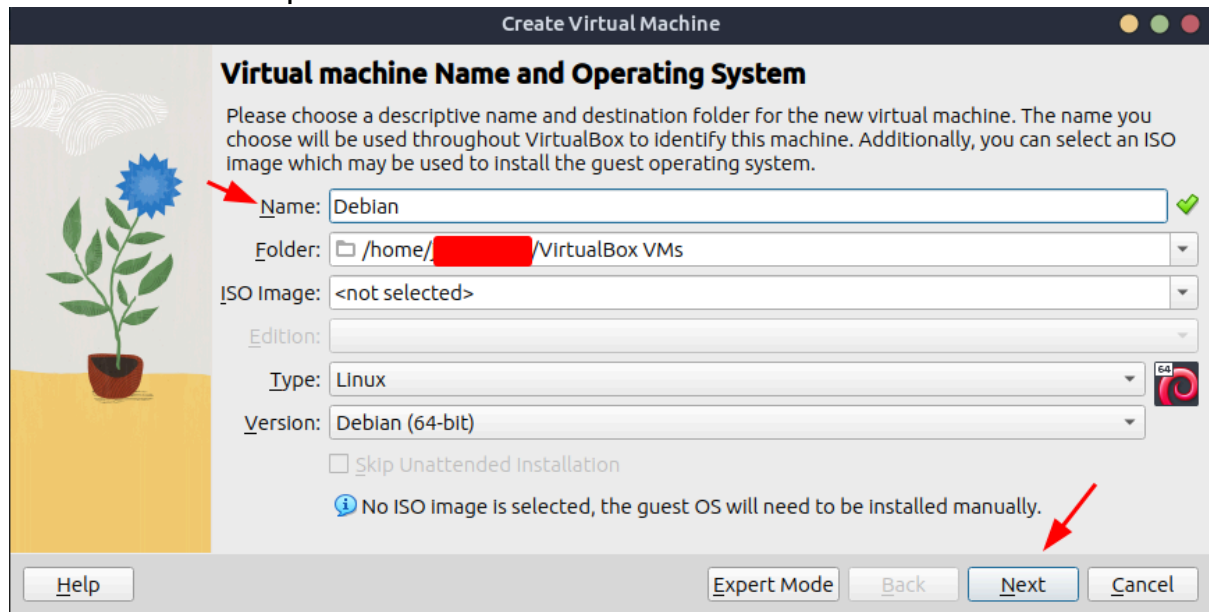 Create Virtual Machine
Virtual machine Name and Operating System
Please choose a descriptive name and destination folder for the new virtual machine. The name you
choose will be used throughout VirtualBox to identify this machine. Additionally, you can select an ISO
image which may be used to install the guest operating system.
Name: Debian
Folder: /home/j /VirtualBox VMs
ISO Image: <not selected>
Edition:
Type: Linux
64
Version: Debian (64-bit)
Skip Unattended Installation
No ISO image is selected, the guest OS will need to be installed manually.
Help Expert Mode Back Next Cancel